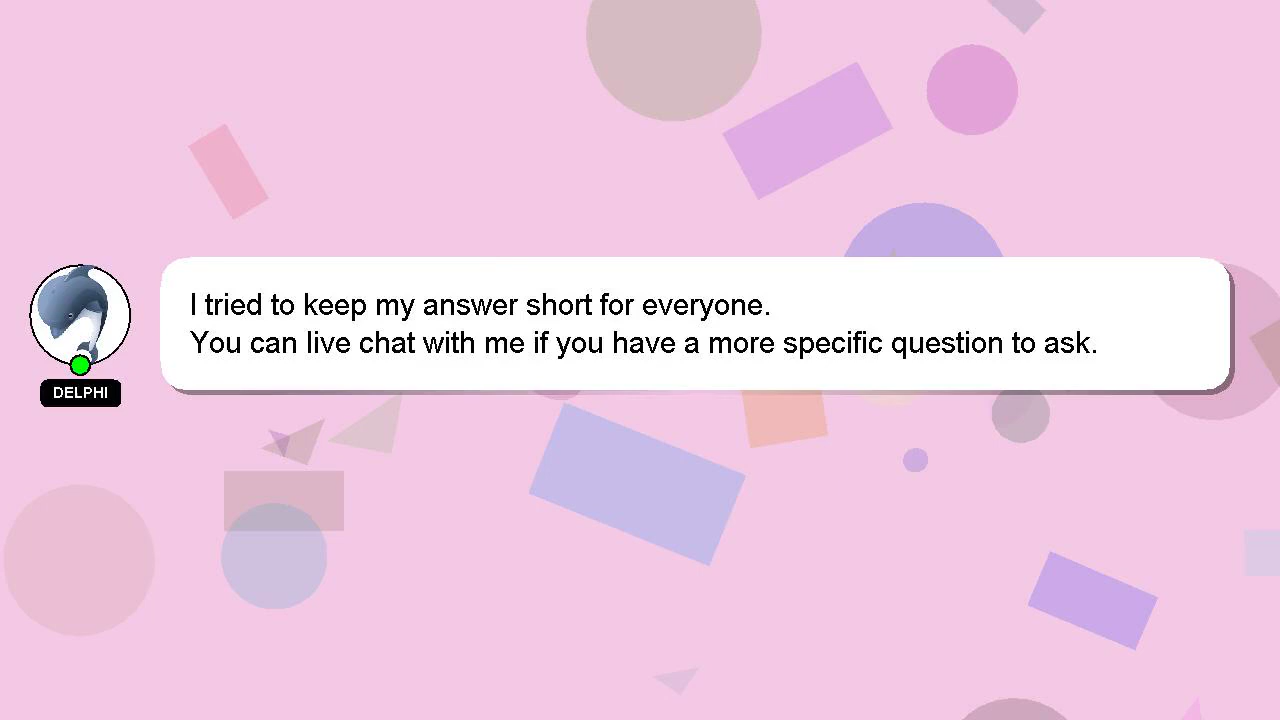 I tried to keep my answer short for everyone.
You can live chat with me if you have a more specific question to ask.
DELPHI